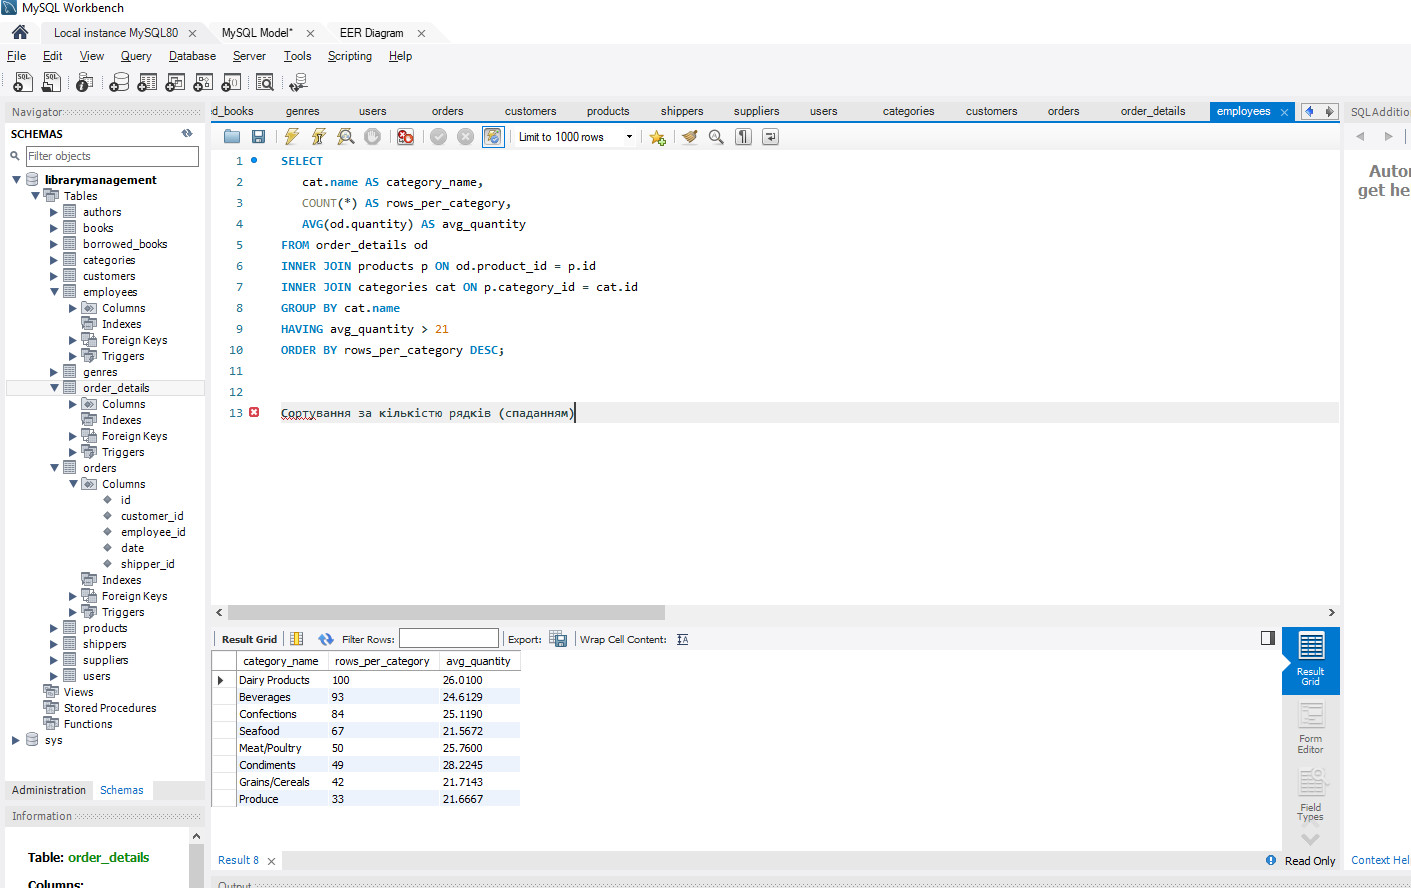 MySQL Workbench
Local instance MySQL80
MySQL Model*
EER Diagram
File Edit View Query Database Server Tools Scripting Help
Navigator
SCHEMAS
Filter objects
librarymanagement
Tables
authors
books
borrowed_books
categories
customers
employees
Columns
Indexes
Foreign Keys
Triggers
genres
order_details
Columns
Indexes
Foreign Keys
Triggers
orders
Columns
id
customer_id
employee_id
date
shipper_id
Indexes
Foreign Keys
Triggers
products
shippers
suppliers
users
Views
Stored Procedures
Functions
sys
Administration Schemas
Information
Table: order_details
Columns:
ed_books genres users orders customers products shippers suppliers users categories customers orders order_details employees
Limit to 1000 rows
1 SELECT
2 cat.name AS category_name,
3 COUNT(*) AS rows_per_category,
4 AVG(od.quantity) AS avg_quantity
5 FROM order_details od
6 INNER JOIN products p ON od.product_id = p.id
7 INNER JOIN categories cat ON p.category_id = cat.id
8 GROUP BY cat.name
9 HAVING avg_quantity > 21
10 ORDER BY rows_per_category DESC;
11
12
13 Сортування за кількістю рядків (спаданням)
Result Grid Filter Rows: Export: Wrap Cell Content:
category_name rows_per_category avg_quantity
Dairy Products 100 26.0100
Beverages 93 24.6129
Confections 84 25.1190
Seafood 67 21.5672
Meat/Poultry 50 25.7600
Condiments 49 28.2245
Grains/Cereals 42 21.7143
Produce 33 21.6667
Result
Grid
Form
Editor
Field
Types
Result 8
Read Only
Output
SQLAdditio
Autor
get he
Context Hel